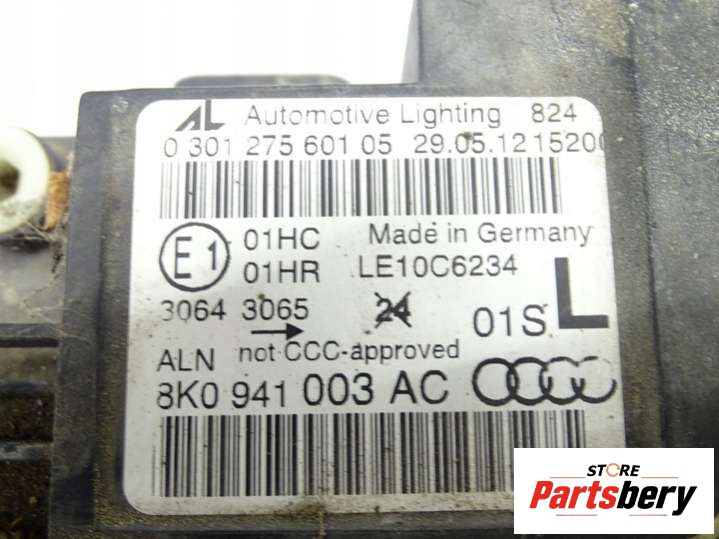 AL Automotive Lighting 824
0 301 275 601 05 29.05.12 1520
E1 01HC Made in Germany
01HR LE10C6234
3064 3065 24 01S L
not CCC-approved
ALN
8K0 941 003 AC
STORE
Partsbery